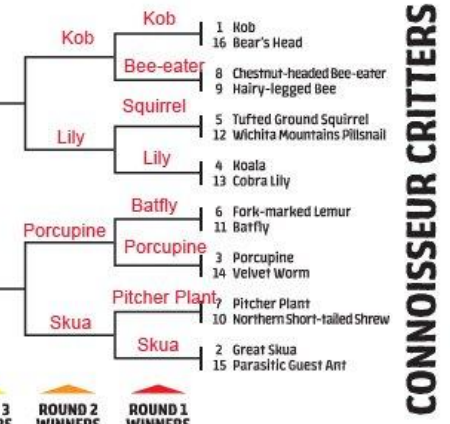 Kob
1 Kob
16 Bear's Head
Kob
Bee-eater
8 Chestnut-headed Bee-eater
9 Hairy-legged Bee
Squirrel
5 Tufted Ground Squirrel
12 Wichita Mountains Pillsnail
Lily
Lily
4 Koala
13 Cobra Lily
Batfly
6 Fork-marked Lemur
11 Batfly
Porcupine
Porcupine
3 Porcupine
14 Velvet Worm
Pitcher Plant
7 Pitcher Plant
10 Northern Short-tailed Shrew
Skua
Skua
2 Great Skua
15 Parasitic Guest Ant
CONNOISSEUR CRITTERS
3
ROUND 2
WINNERS
ROUND 1
WINNERS